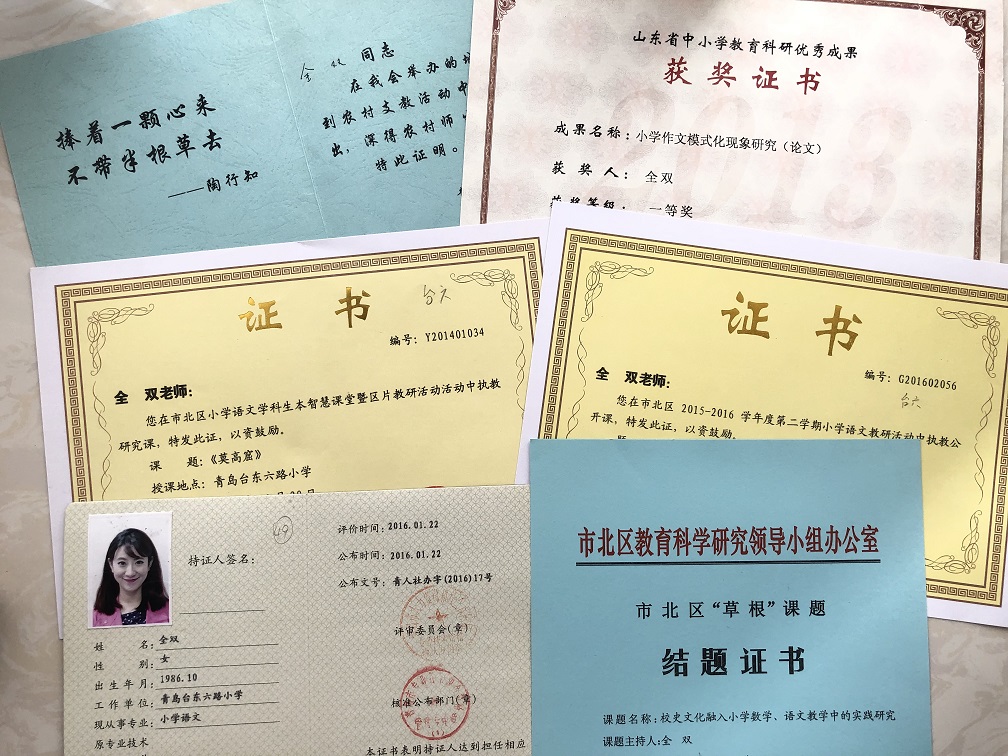 捧着一颗心来
不带半根草去
——陶行知
全双 同志
在我会举办的城
到农村支教活动中
出，深得农村师
特此证明。
山东省中小学教育科研优秀成果
获奖证书
成果名称：小学作文模式化现象研究（论文）
获奖人：全双
获奖等级：一等奖
证书
台六
编号：Y201401034
全 双老师：
您在市北区小学语文学科生本智慧课堂暨区片教研活动活动中执教
研究课，特发此证，以资鼓励。
课 题：《莫高窟》
授课地点：青岛台东六路小学
证书
编号：G201602056
台六
全 双老师：
您在市北区 2015-2016 学年度第二学期小学语文教研活动中执教公
开课，特发此证，以资鼓励。
49
持证人签名：
姓 名：全双
性 别：女
出生年月：1986.10
工作单位：青岛台东六路小学
现从事专业：小学语文
原专业技术
评价时间：2016.01.22
公布时间：2016.01.22
公布文号：青人社办字(2016)17号
评审委员会(章)
核准公布部门(章)
本证书表明持证人达到担任相应
市北区教育科学研究领导小组办公室
市北区“草根”课题
结题证书
课题名称：校史文化融入小学数学、语文教学中的实践研究
课题主持人：全 双